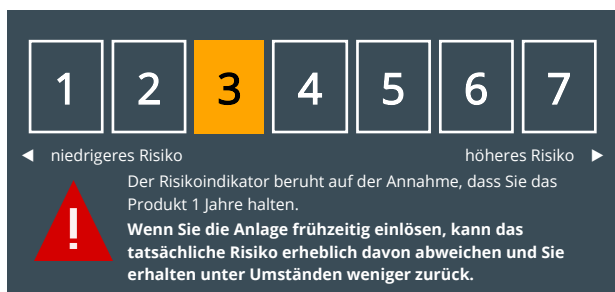 1 2 3 4 5 6 7
◄ niedrigeres Risiko höheres Risiko ►
Der Risikoindikator beruht auf der Annahme, dass Sie das
Produkt 1 Jahre halten.
Wenn Sie die Anlage frühzeitig einlösen, kann das
tatsächliche Risiko erheblich davon abweichen und Sie
erhalten unter Umständen weniger zurück.
!